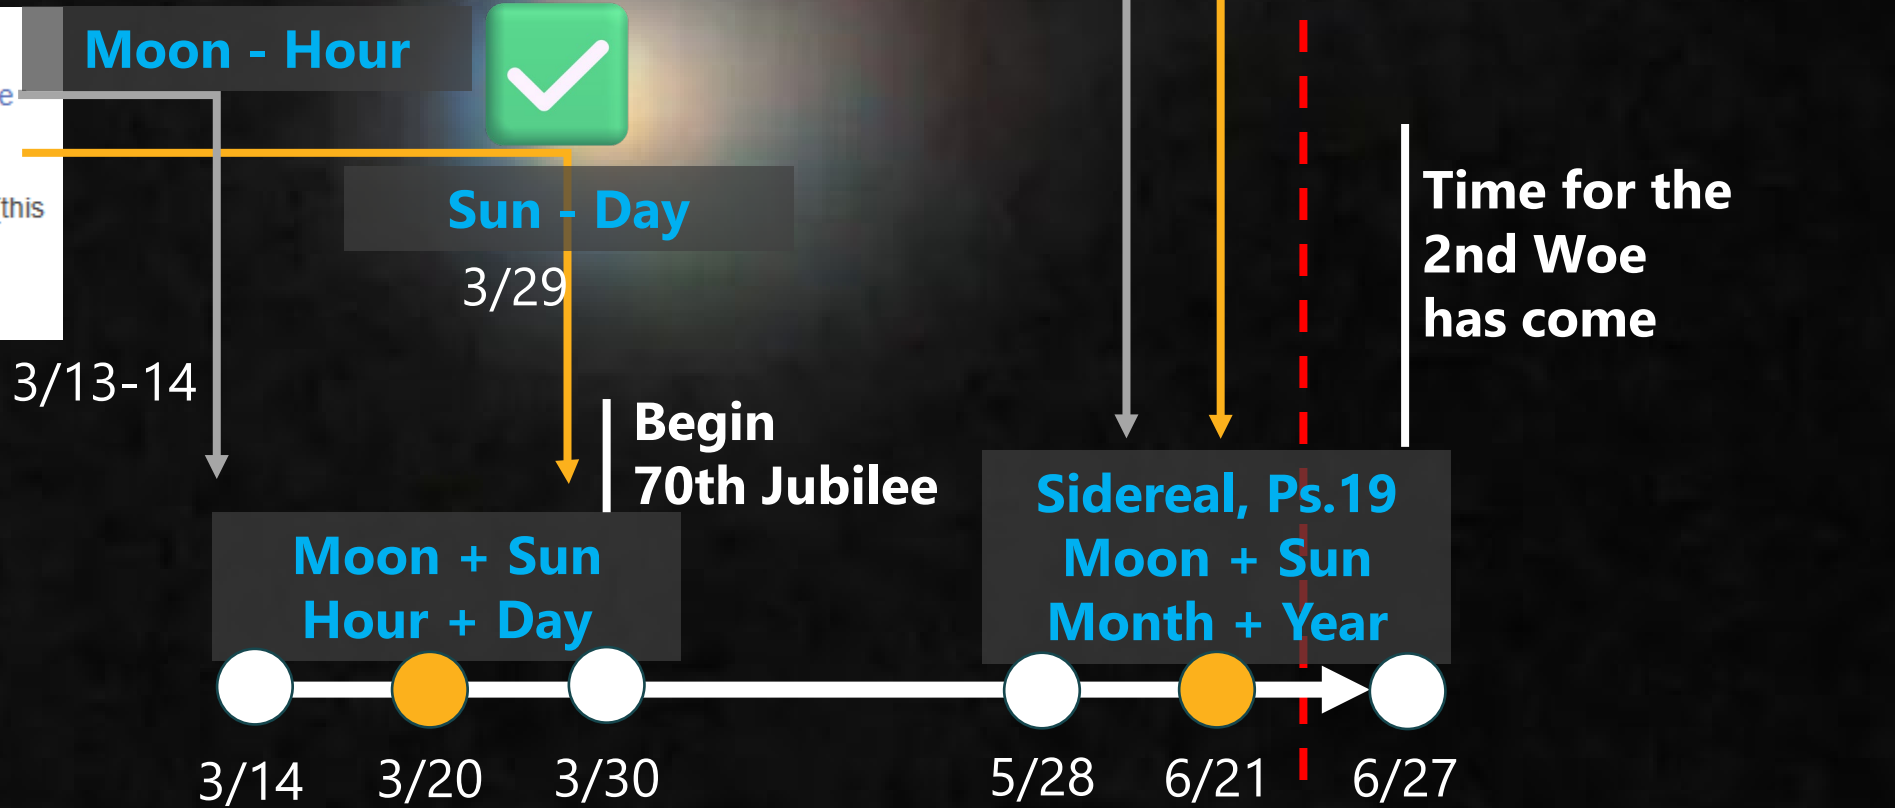 Moon - Hour
e
this
Sun - Day
3/29
3/13-14
Time for the
2nd Woe
has come
Begin
70th Jubilee
Moon + Sun
Hour + Day
Sidereal, Ps.19
Moon + Sun
Month + Year
3/14
3/20
3/30
5/28
6/21
6/27